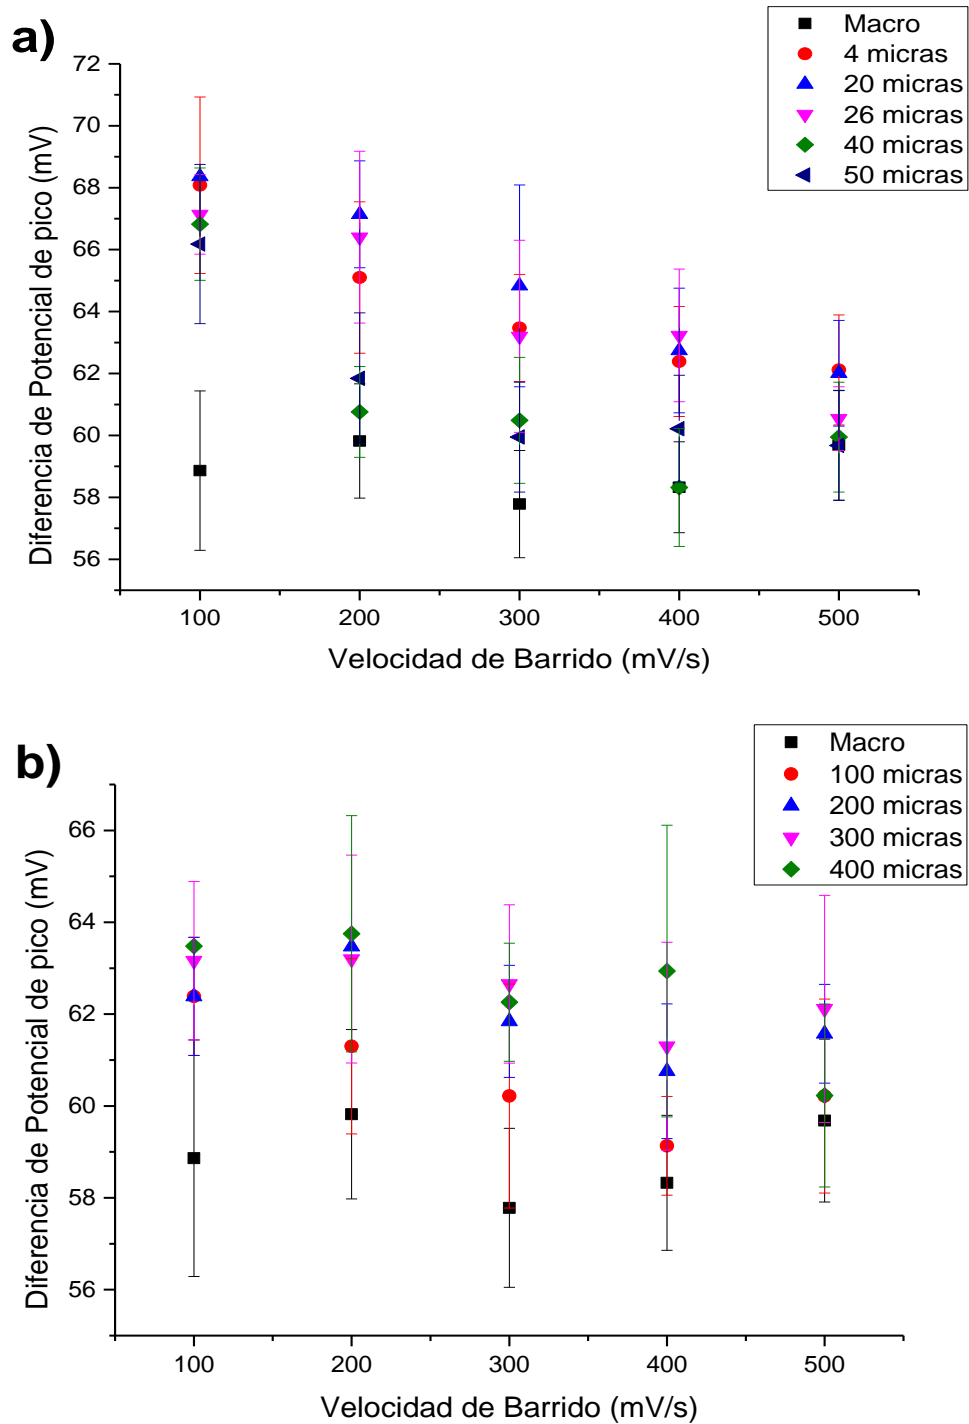 a)
Macro
4 micras
20 micras
26 micras
40 micras
50 micras
Diferencia de Potencial de pico (mV)
72
70
68
66
64
62
60
58
56
100 200 300 400 500
Velocidad de Barrido (mV/s)
b)
Macro
100 micras
200 micras
300 micras
400 micras
Diferencia de Potencial de pico (mV)
66
64
62
60
58
56
100 200 300 400 500
Velocidad de Barrido (mV/s)